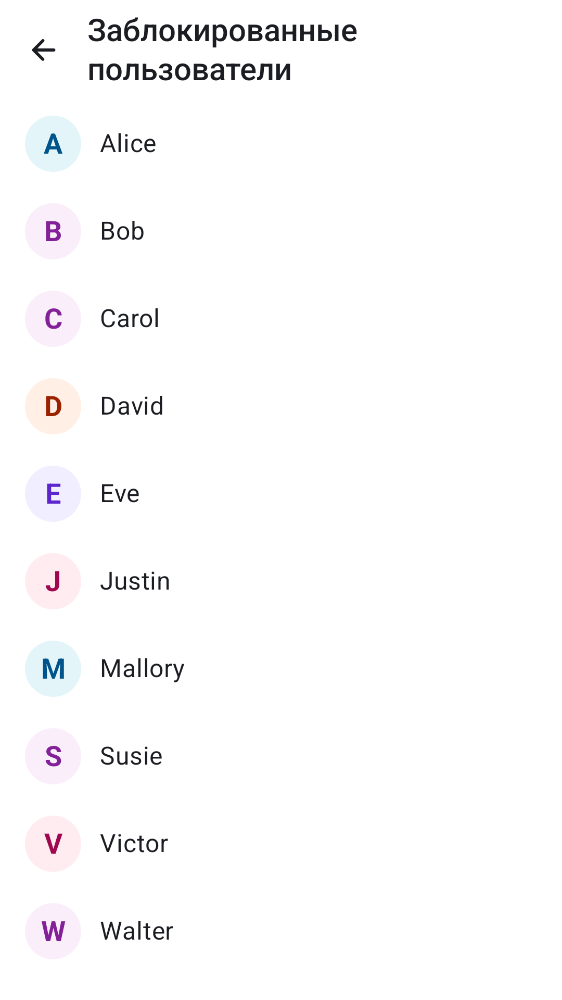 Заблокированные
пользователи
A Alice
B Bob
C Carol
D David
E Eve
J Justin
M Mallory
S Susie
V Victor
W Walter